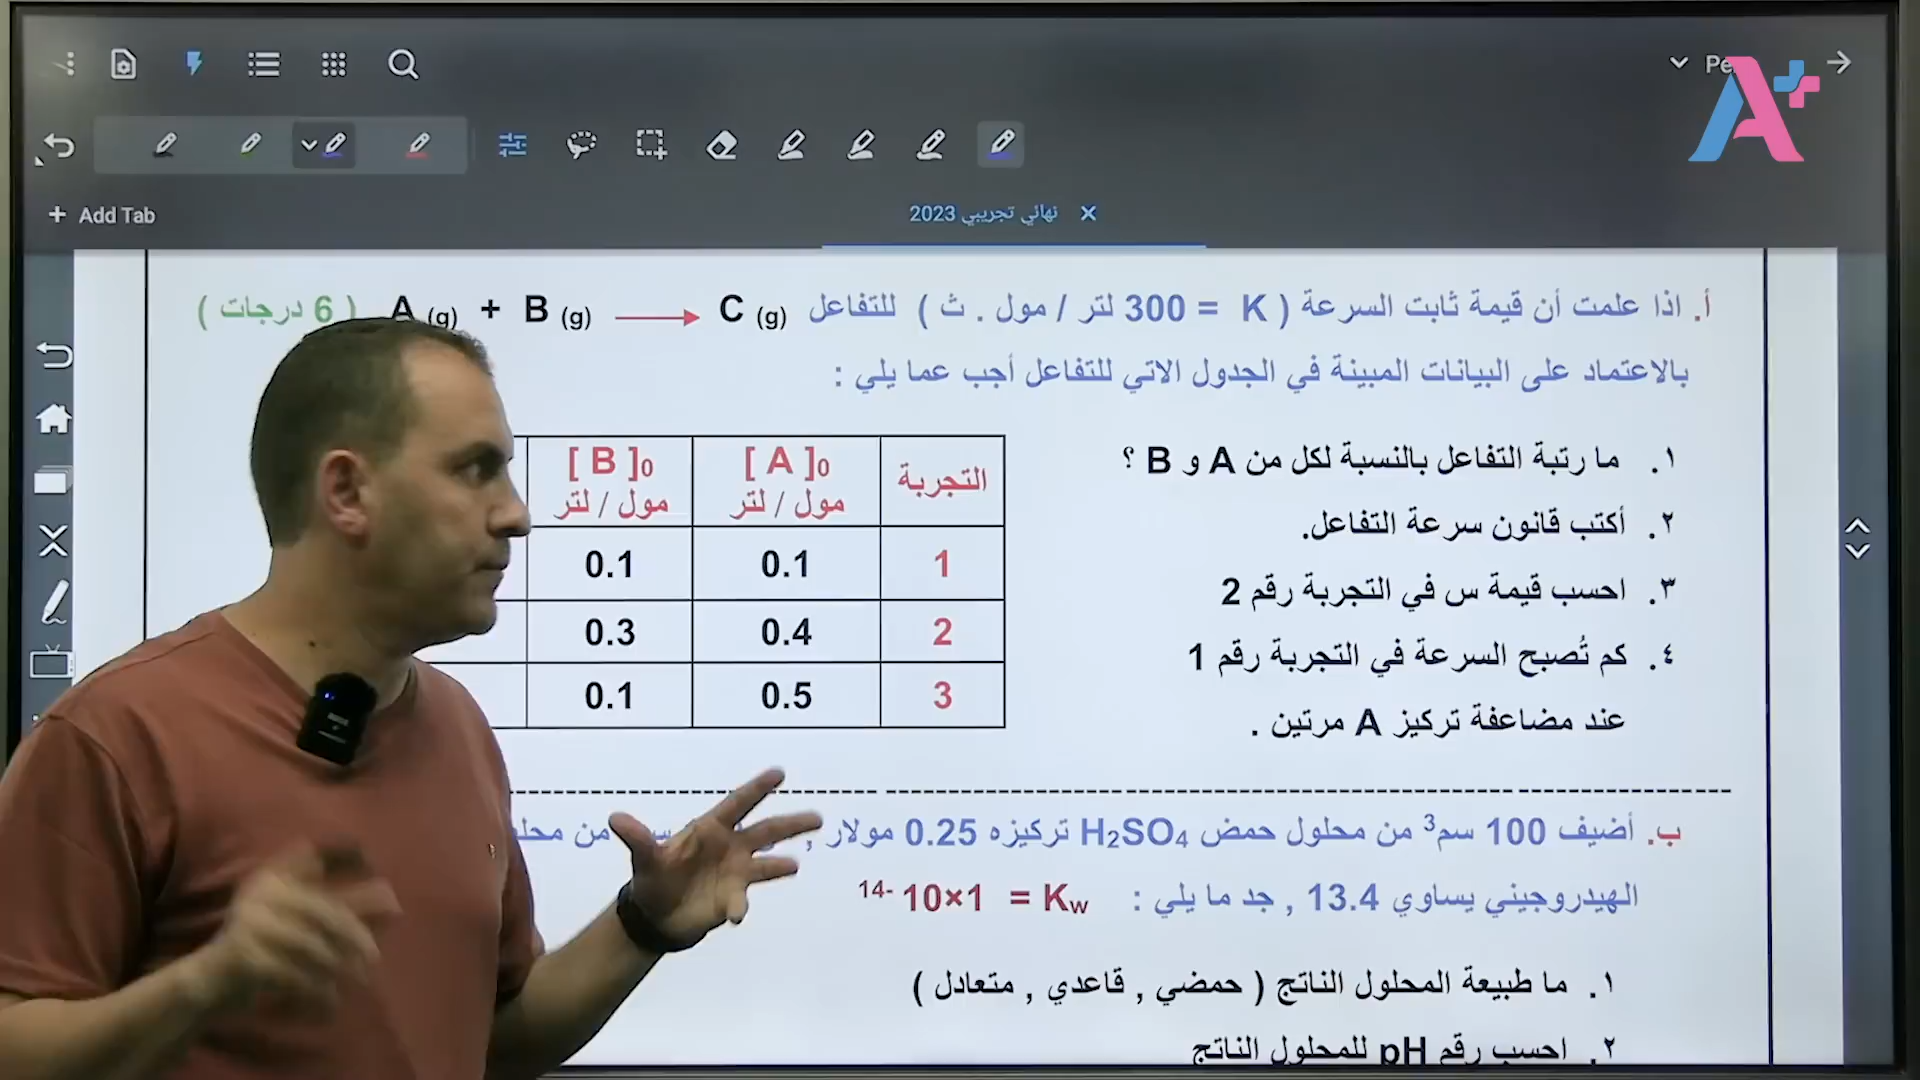 A+
+ Add Tab
نهائي تجريبي 2023
أ. اذا علمت أن قيمة ثابت السرعة ( K = 300 لتر / مول . ث ) للتفاعل A (g) + B (g) → C (g) ( 6 درجات )
بالاعتماد على البيانات المبينة في الجدول الاتي للتفاعل أجب عما يلي :
١. ما رتبة التفاعل بالنسبة لكل من A و B ؟
٢. أكتب قانون سرعة التفاعل.
٣. احسب قيمة س في التجربة رقم 2
٤. كم تُصبح السرعة في التجربة رقم 1
عند مضاعفة تركيز A مرتين .
التجربة [ A ]₀ مول / لتر [ B ]₀ مول / لتر
1 0.1 0.1
2 0.4 0.3
3 0.5 0.1
ب. أضيف 100 سم³ من محلول حمض H₂SO₄ تركيزه 0.25 مولار , من
الهيدروجيني يساوي 13.4 , جد ما يلي : Kw = 1×10⁻¹⁴
١. ما طبيعة المحلول الناتج ( حمضي , قاعدي , متعادل )
٢. احسب رقم pH للمحلول الناتج